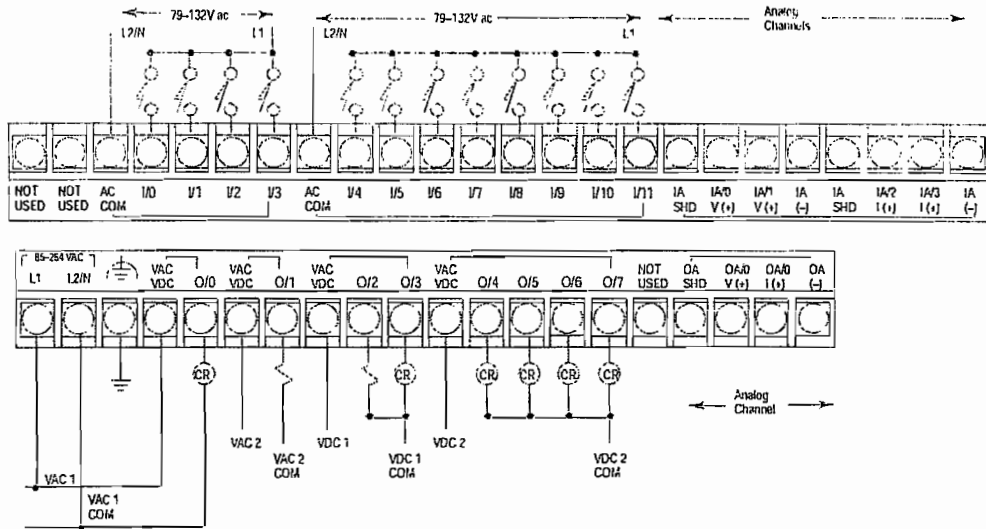 79–132V ac 79–132V ac Analog Channels
L2/N L1 L2/N L1
NOT USED NOT USED AC COM I/0 I/1 I/2 I/3 AC COM I/4 I/5 I/6 I/7 I/8 I/9 I/10 I/11 IA SHD IA/0 V (+) IA/1 V (+) IA (–) IA SHD IA/2 I (+) IA/3 I (+) IA (–)
85–264 VAC
L1 L2/N VAC VDC O/0 VAC VDC O/1 VAC VDC O/2 O/3 VAC VDC O/4 O/5 O/6 O/7 NOT USED OA SHD OA/0 V (+) OA/0 I (+) OA (–)
CR CR CR CR CR CR
Analog Channel
VAC 2 VAC 2 COM VDC 1 VDC 1 COM VDC 2 VDC 2 COM
VAC 1
VAC 1 COM